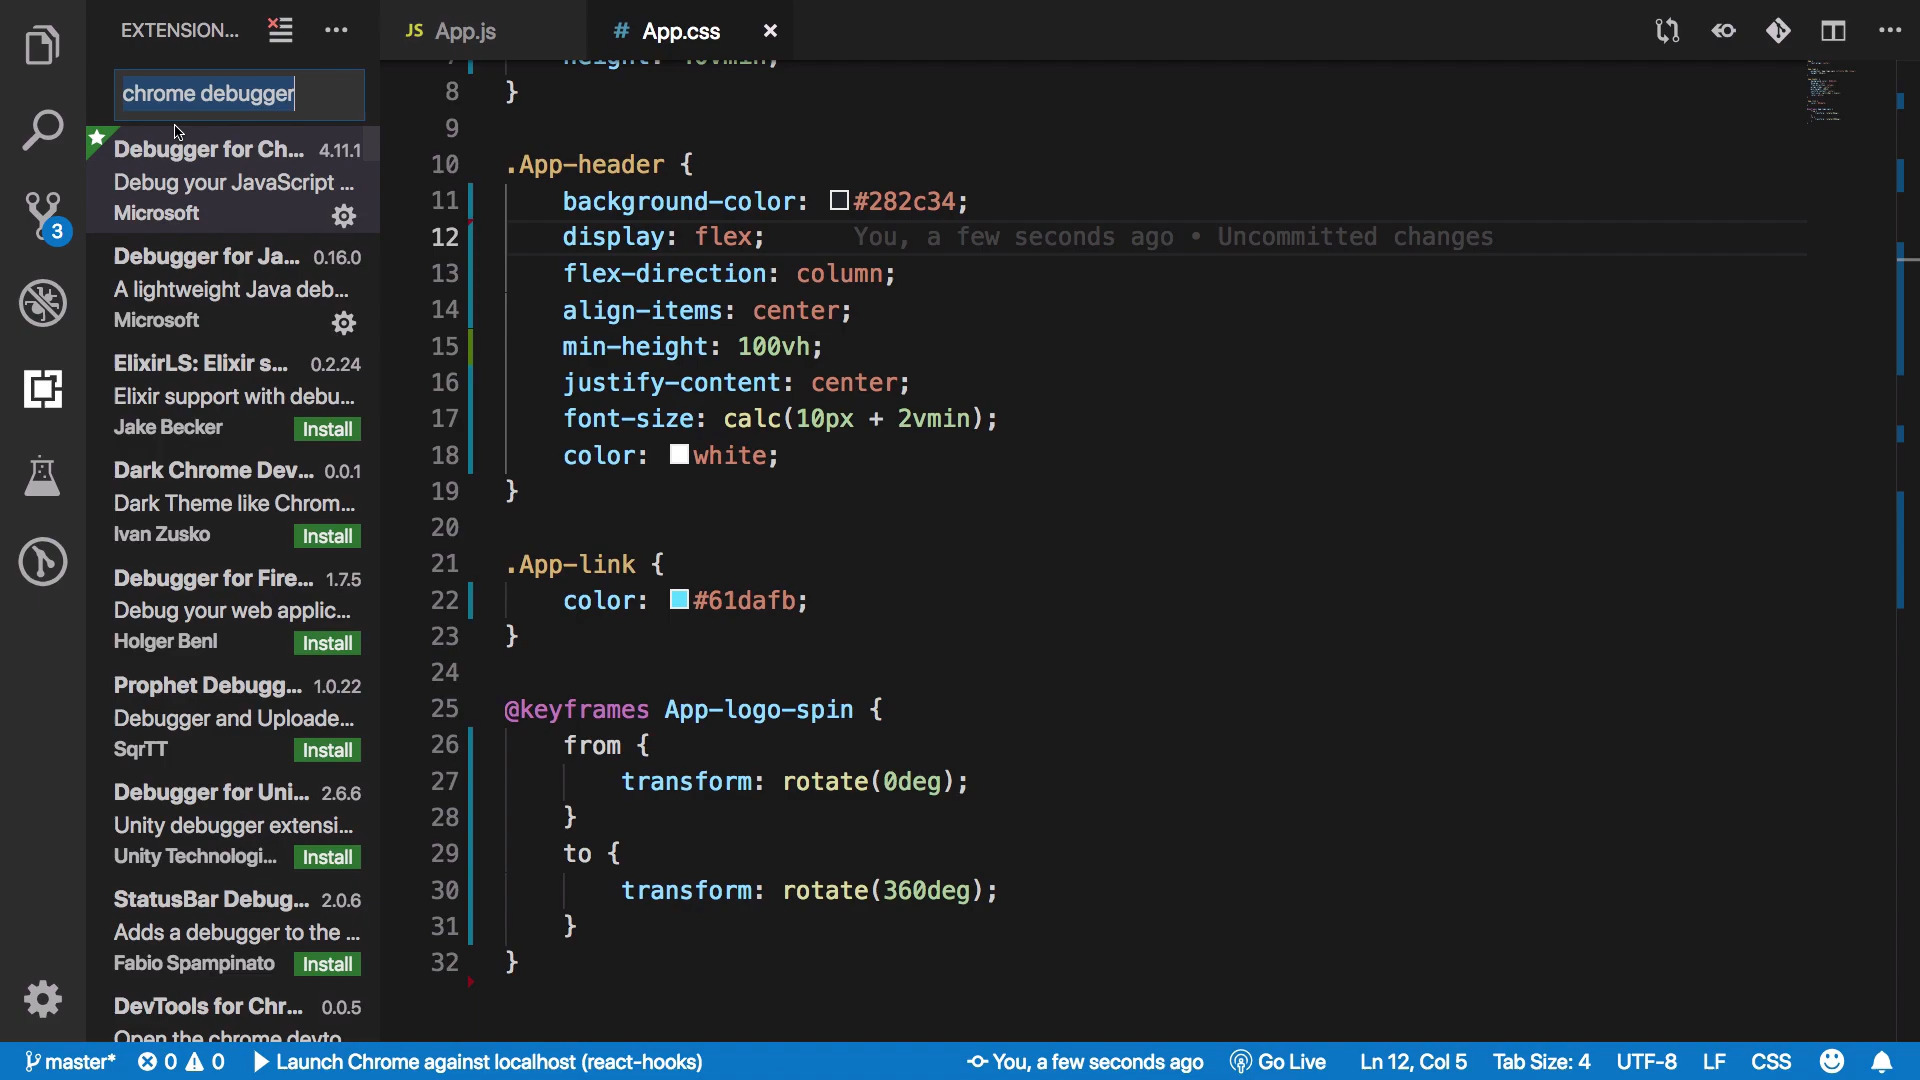 EXTENSION...
JS App.js
# App.css
chrome debugger
Debugger for Ch... 4.11.1
Debug your JavaScript ...
Microsoft
Debugger for Ja... 0.16.0
A lightweight Java deb...
Microsoft
ElixirLS: Elixir s... 0.2.24
Elixir support with debu...
Jake Becker Install
Dark Chrome Dev... 0.0.1
Dark Theme like Chrom...
Ivan Zusko Install
Debugger for Fire... 1.7.5
Debug your web applic...
Holger Benl Install
Prophet Debugg... 1.0.22
Debugger and Uploade...
SqrTT Install
Debugger for Uni... 2.6.6
Unity debugger extensi...
Unity Technologi... Install
StatusBar Debug... 2.0.6
Adds a debugger to the ...
Fabio Spampinato Install
DevTools for Chr... 0.0.5
Open the chrome devto
3
7 height: 40vmin;
8 }
9
10 .App-header {
11 background-color: #282c34;
12 display: flex; You, a few seconds ago • Uncommitted changes
13 flex-direction: column;
14 align-items: center;
15 min-height: 100vh;
16 justify-content: center;
17 font-size: calc(10px + 2vmin);
18 color: white;
19 }
20
21 .App-link {
22 color: #61dafb;
23 }
24
25 @keyframes App-logo-spin {
26 from {
27 transform: rotate(0deg);
28 }
29 to {
30 transform: rotate(360deg);
31 }
32 }
master* 0 0 Launch Chrome against localhost (react-hooks) You, a few seconds ago Go Live Ln 12, Col 5 Tab Size: 4 UTF-8 LF CSS